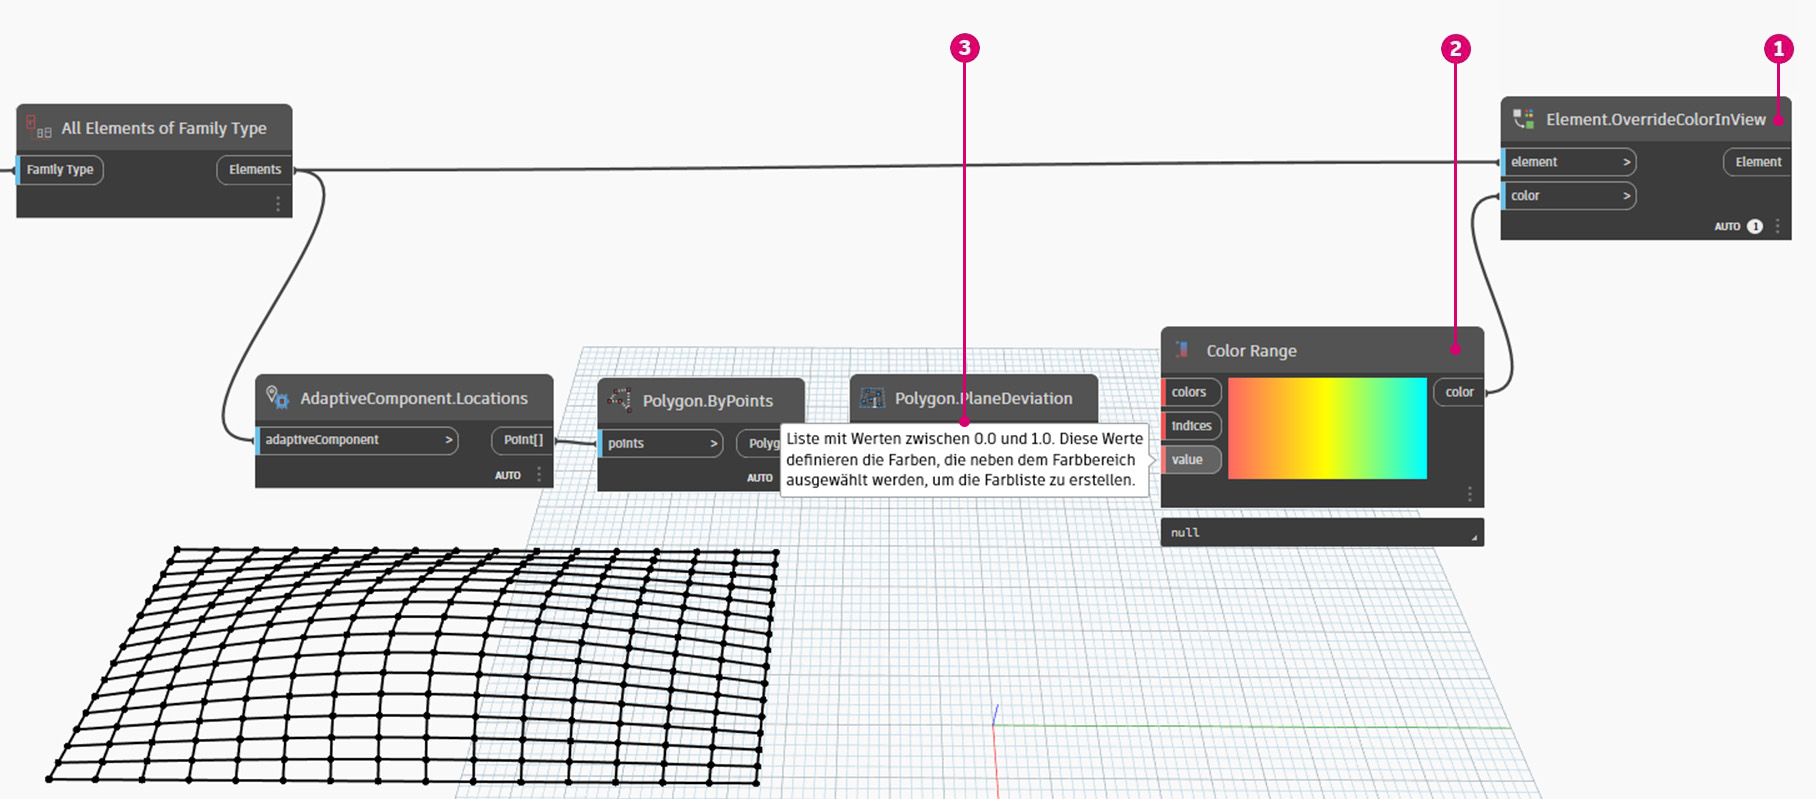 3
2
1
All Elements of Family Type
Family Type
Elements
Element.OverrideColorInView
element >
Element
color >
AUTO 1
AdaptiveComponent.Locations
adaptiveComponent >
Point[]
AUTO
Polygon.ByPoints
points >
Polyg
AUTO
Polygon.PlaneDeviation
Liste mit Werten zwischen 0.0 und 1.0. Diese Werte
definieren die Farben, die neben dem Farbbereich
ausgewählt werden, um die Farbliste zu erstellen.
Color Range
colors
color
indices
value
null